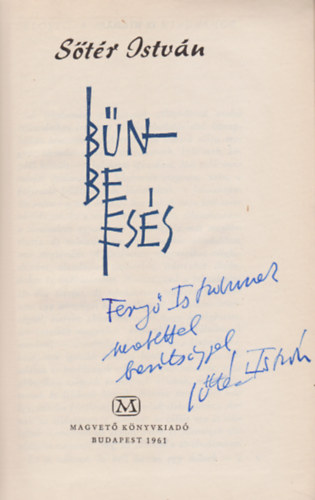 Sőtér István
BŰN
BE
ESÉS
Fenyő Istvánnak
szeretettel
barátsággal
Sőtér István
M
MAGVETŐ KÖNYVKIADÓ
BUDAPEST 1961